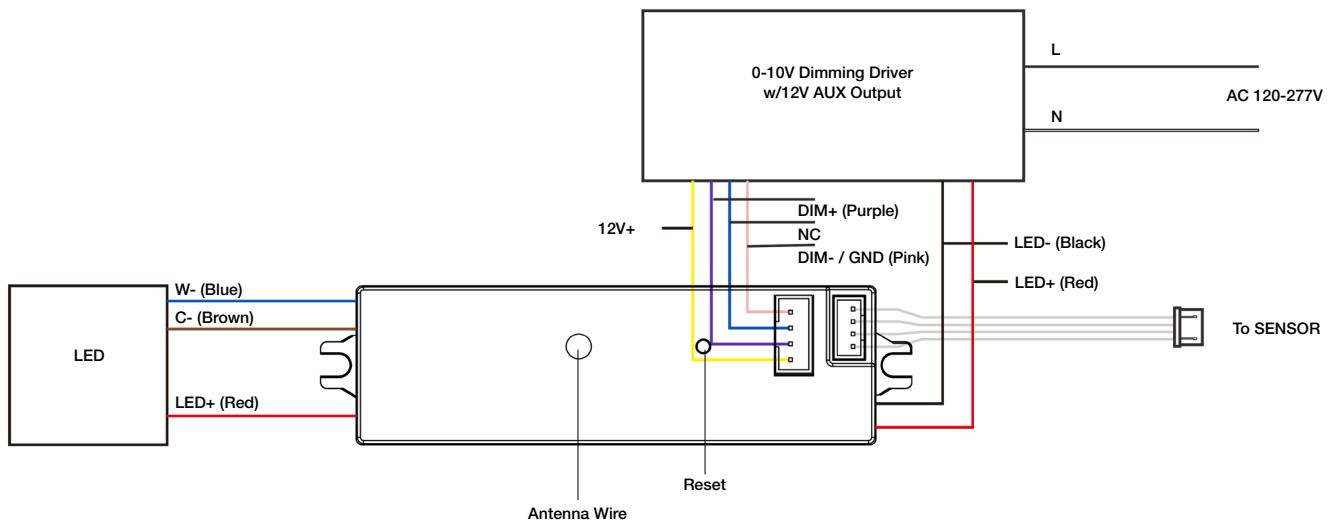 L
0-10V Dimming Driver
w/12V AUX Output
AC 120-277V
N
DIM+ (Purple)
12V+
NC
LED- (Black)
DIM- / GND (Pink)
LED+ (Red)
W- (Blue)
C- (Brown)
To SENSOR
LED
LED+ (Red)
Reset
Antenna Wire